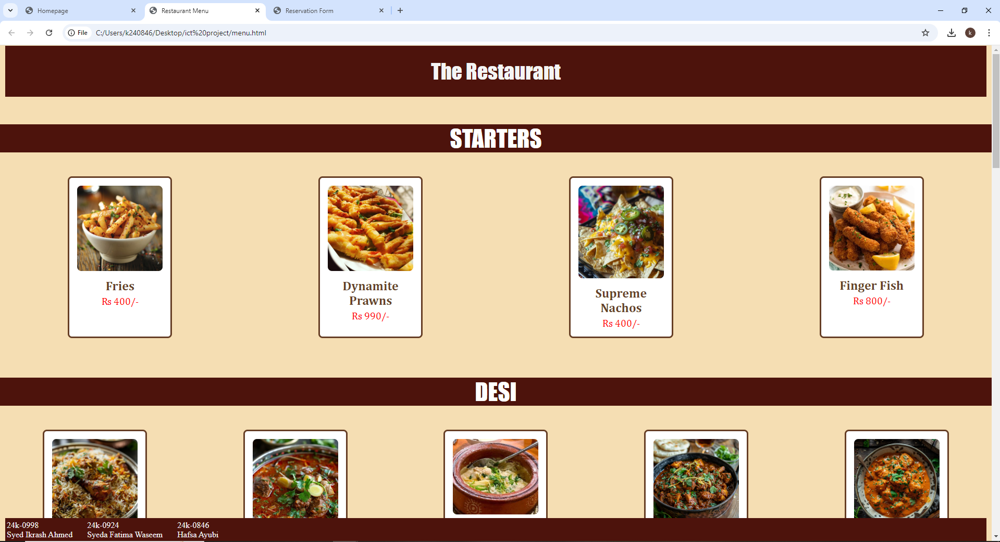 Homepage
Restaurant Menu
Reservation Form
File
C:/Users/k240846/Desktop/ict%20project/menu.html
k
The Restaurant
STARTERS
Fries
Rs 400/-
Dynamite
Prawns
Rs 990/-
Supreme
Nachos
Rs 400/-
Finger Fish
Rs 800/-
DESI
24k-0998
Syed Ikrash Ahmed
24k-0924
Syeda Fatima Waseem
24k-0846
Hafsa Ayubi